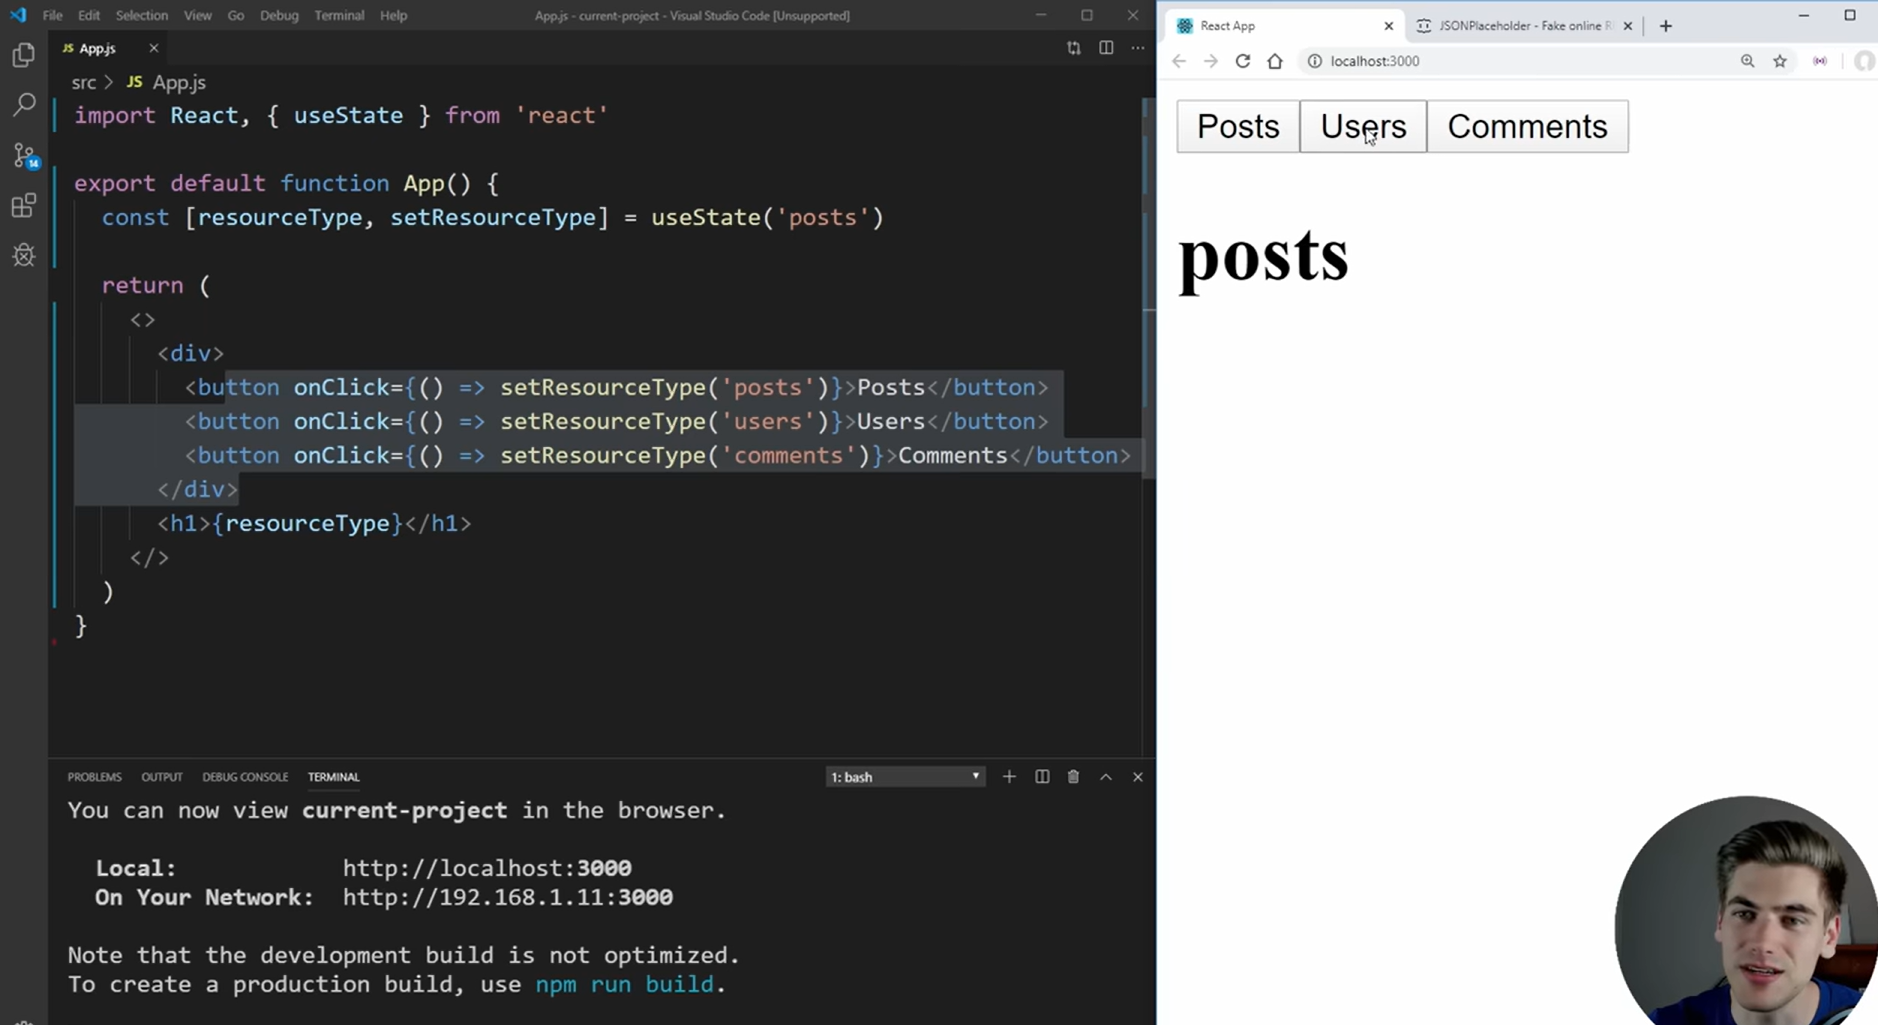 File Edit Selection View Go Debug Terminal Help
App.js - current-project - Visual Studio Code [Unsupported]
JS App.js
src > JS App.js
import React, { useState } from 'react'
export default function App() {
const [resourceType, setResourceType] = useState('posts')
return (
<>
<div>
<button onClick={() => setResourceType('posts')}>Posts</button>
<button onClick={() => setResourceType('users')}>Users</button>
<button onClick={() => setResourceType('comments')}>Comments</button>
</div>
<h1>{resourceType}</h1>
</>
)
}
14
PROBLEMS OUTPUT DEBUG CONSOLE TERMINAL
1: bash
You can now view current-project in the browser.
Local: http://localhost:3000
On Your Network: http://192.168.1.11:3000
Note that the development build is not optimized.
To create a production build, use npm run build.
React App
JSONPlaceholder - Fake online R
localhost:3000
Posts Users Comments
posts